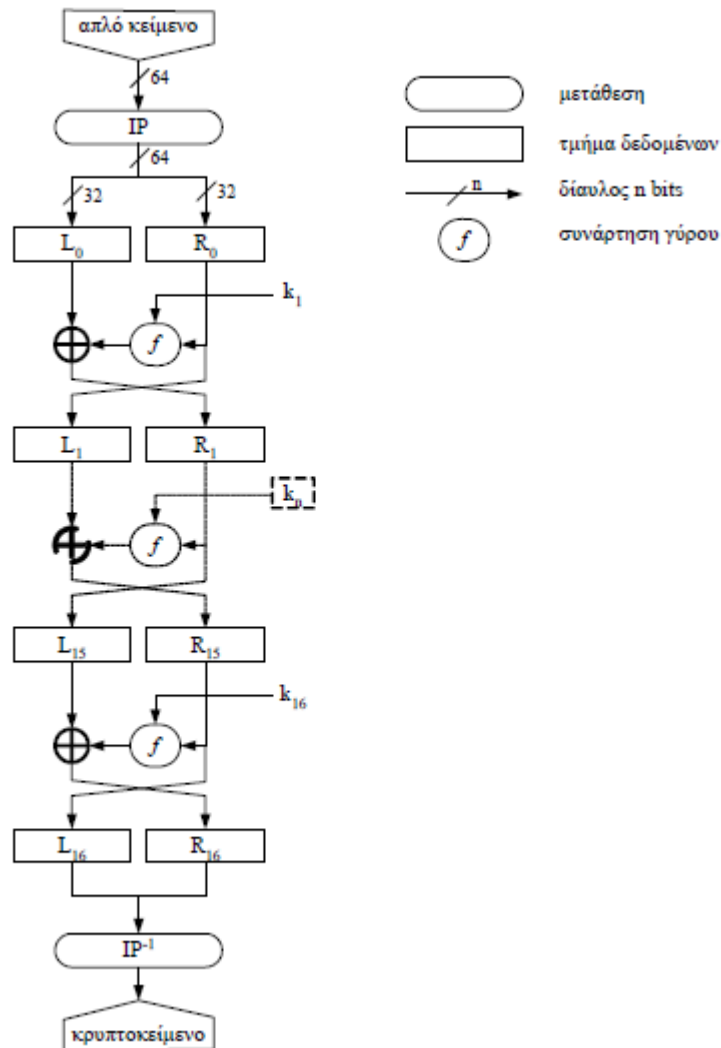 απλό κείμενο
64
IP
64
32 32
L0 R0
k1
f
L1 R1
kn
f
L15 R15
k16
f
L16 R16
IP-1
κρυπτοκείμενο
μετάθεση
τμήμα δεδομένων
n
δίαυλος n bits
f
συνάρτηση γύρου